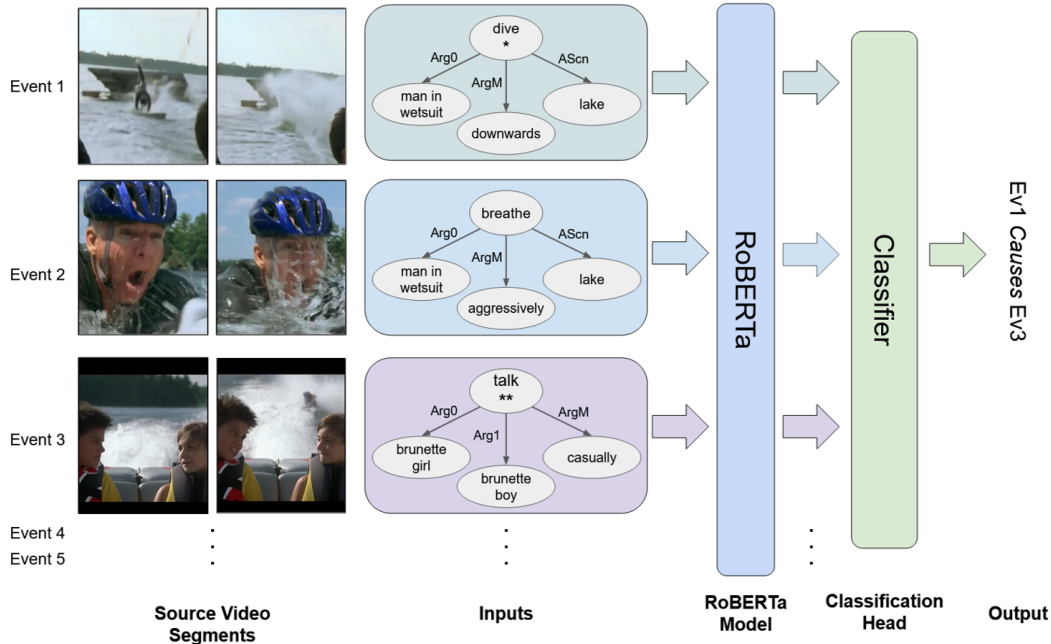 Event 1
dive
*
Arg0
ArgM
AScn
man in
wetsuit
downwards
lake
Event 2
breathe
Arg0
ArgM
AScn
man in
wetsuit
aggressively
lake
Event 3
talk
**
Arg0
Arg1
ArgM
brunette
girl
brunette
boy
casually
Event 4
Event 5
RoBERTa
Classifier
Ev1 Causes Ev3
Source Video
Segments
Inputs
RoBERTa
Model
Classification
Head
Output